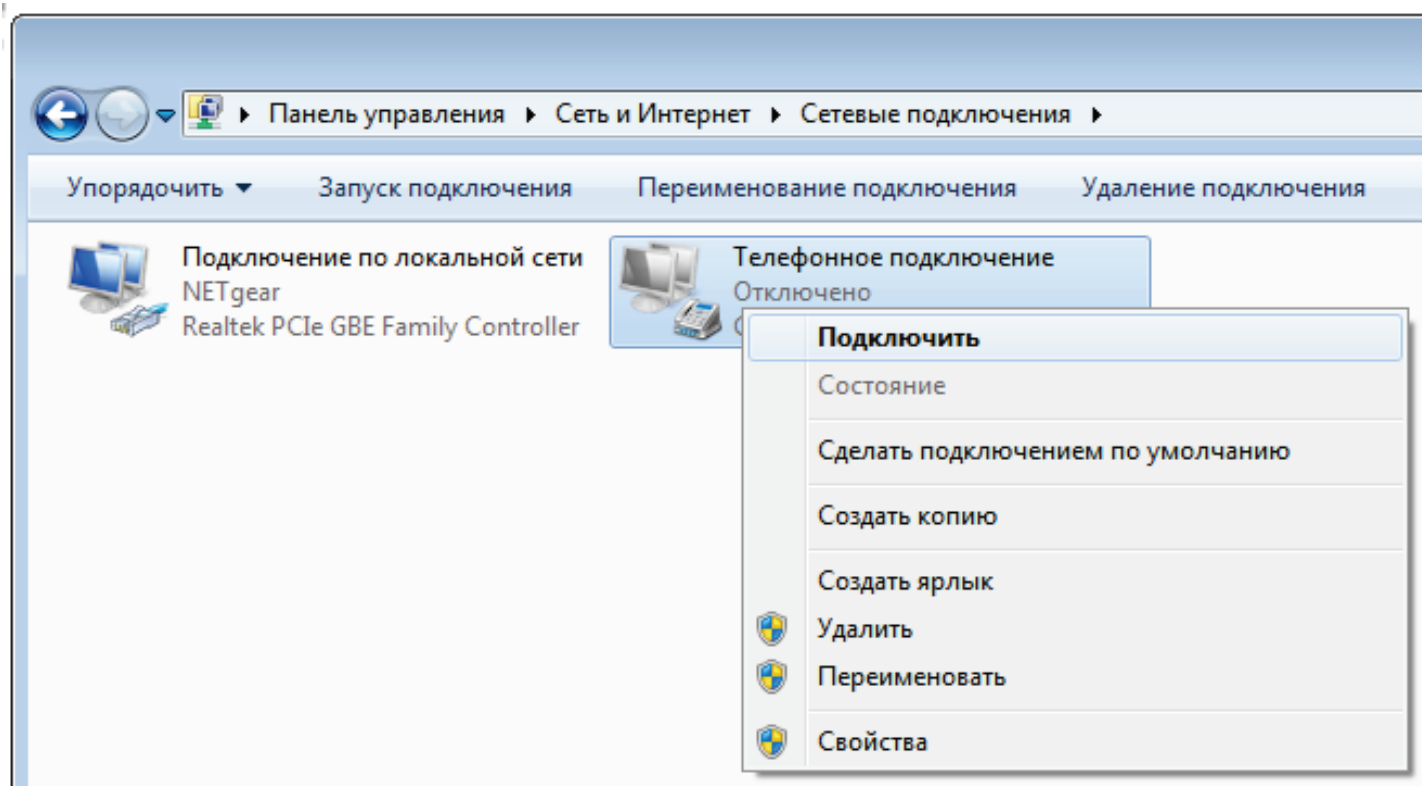 Панель управления Сеть и Интернет Сетевые подключения
Упорядочить Запуск подключения Переименование подключения Удаление подключения
Подключение по локальной сети
NETgear
Realtek PCIe GBE Family Controller
Телефонное подключение
Отключено
Подключить
Состояние
Сделать подключением по умолчанию
Создать копию
Создать ярлык
Удалить
Переименовать
Свойства